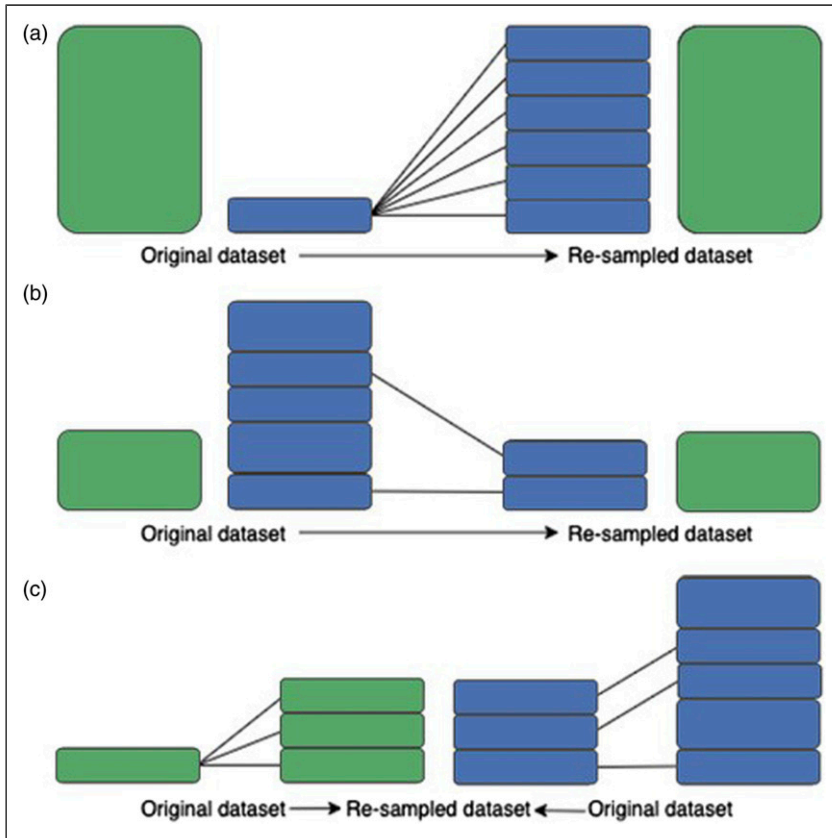 (a)
Original dataset
Re-sampled dataset
(b)
Original dataset
Re-sampled dataset
(c)
Original dataset
Re-sampled dataset
Original dataset